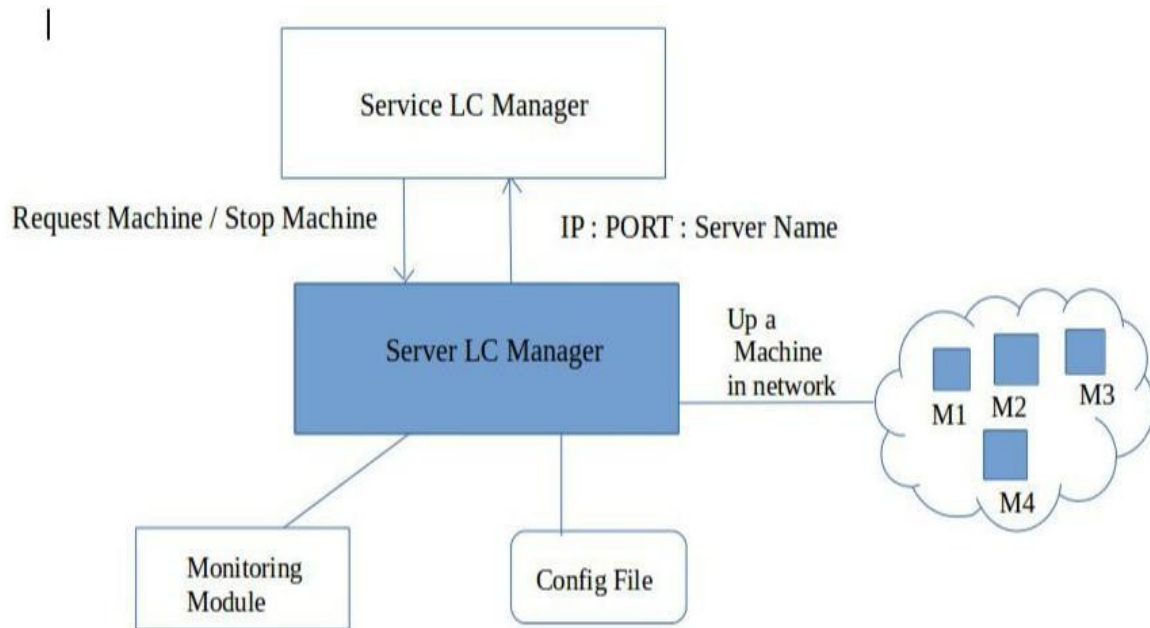 Service LC Manager
Request Machine / Stop Machine
IP : PORT : Server Name
Server LC Manager
Up a
Machine
in network
M1
M2
M3
M4
Monitoring
Module
Config File